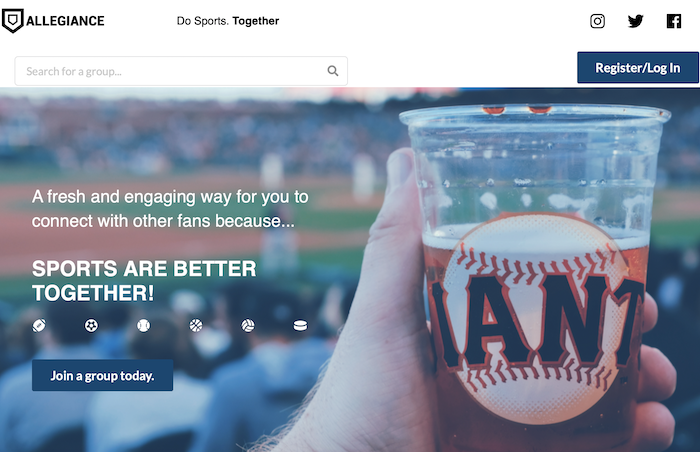 ALLEGIANCE
Do Sports. Together
Search for a group...
Register/Log In
A fresh and engaging way for you to
connect with other fans because...
SPORTS ARE BETTER
TOGETHER!
Join a group today.
IANT